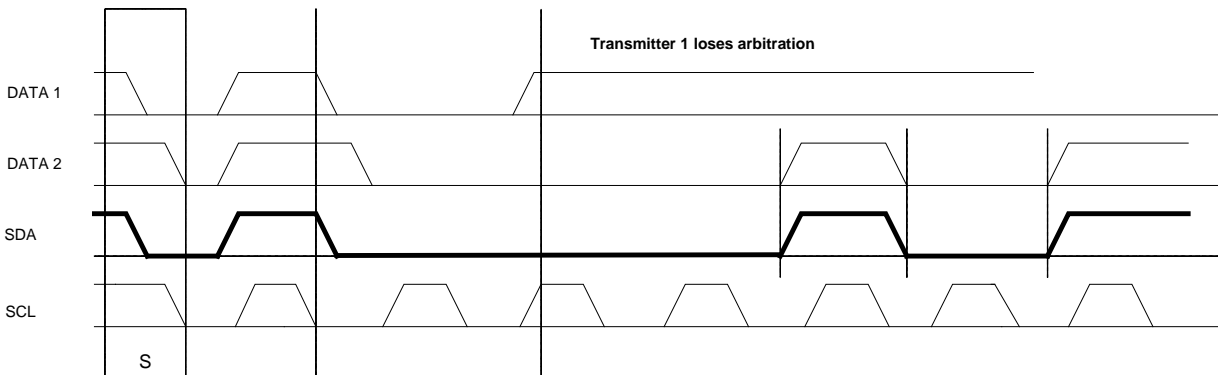 Transmitter 1 loses arbitration
DATA 1
DATA 2
SDA
SCL
S